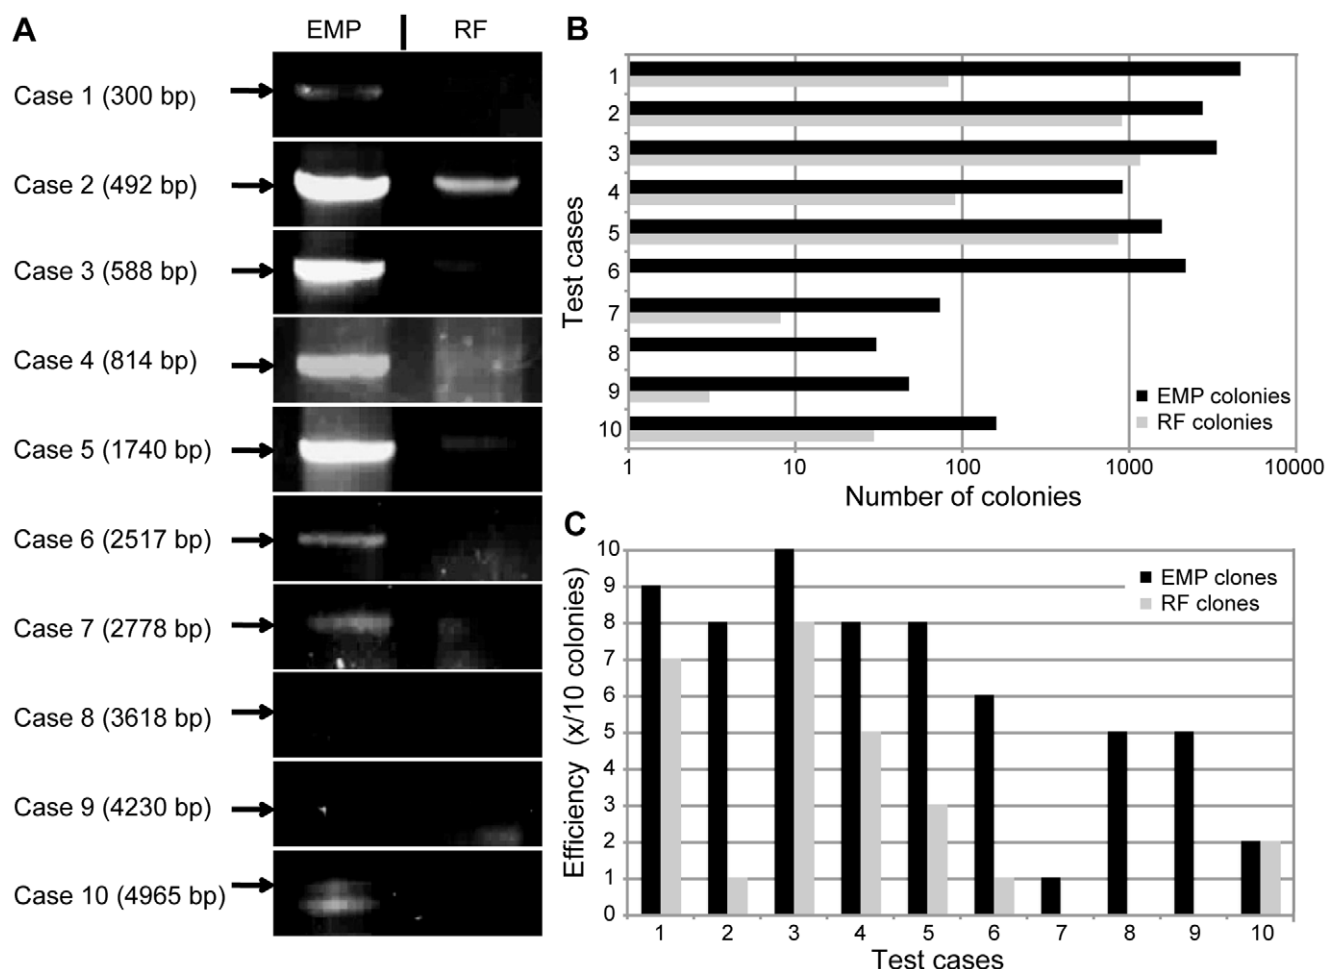 A
EMP
RF
Case 1 (300 bp)
Case 2 (492 bp)
Case 3 (588 bp)
Case 4 (814 bp)
Case 5 (1740 bp)
Case 6 (2517 bp)
Case 7 (2778 bp)
Case 8 (3618 bp)
Case 9 (4230 bp)
Case 10 (4965 bp)
B
Test cases
1
2
3
4
5
6
7
8
9
10
EMP colonies
RF colonies
1 10 100 1000 10000
Number of colonies
C
Efficiency (x/10 colonies)
10
9
8
7
6
5
4
3
2
1
0
EMP clones
RF clones
1 2 3 4 5 6 7 8 9 10
Test cases